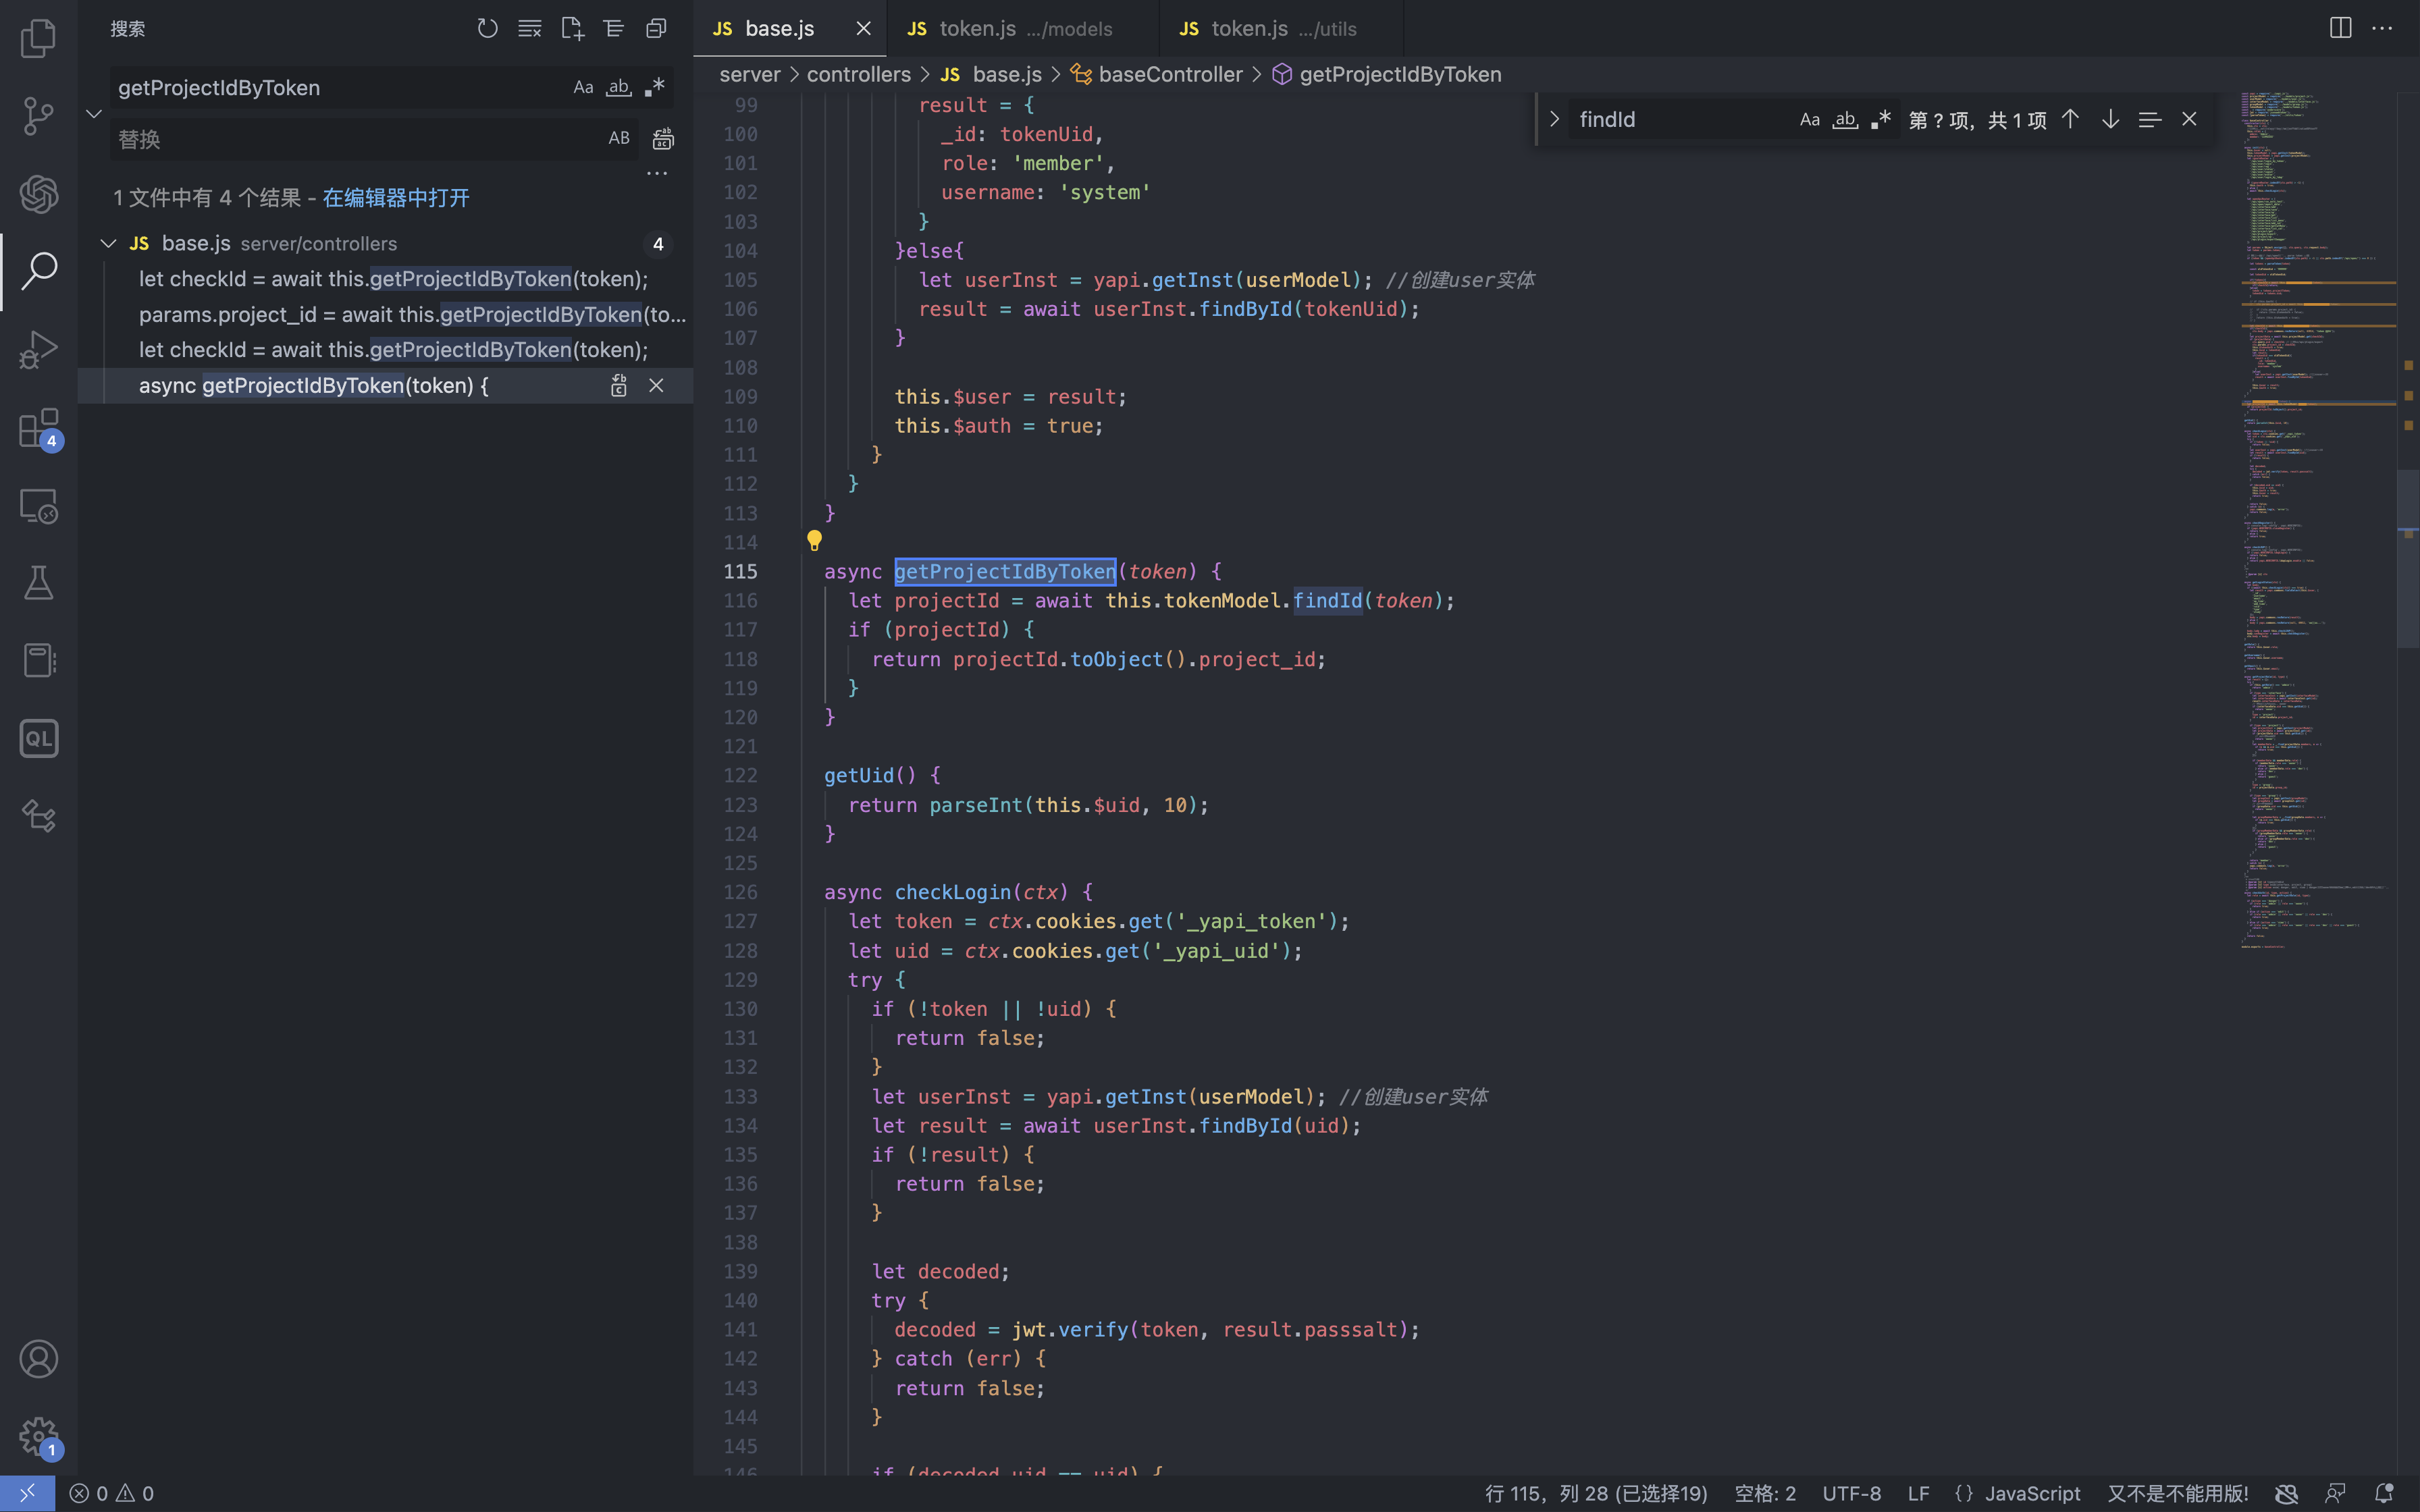 搜索
getProjectIdByToken
Aa ab .*
替换
AB
...
1 文件中有 4 个结果 - 在编辑器中打开
JS base.js server/controllers 4
let checkId = await this.getProjectIdByToken(token);
params.project_id = await this.getProjectIdByToken(to...
let checkId = await this.getProjectIdByToken(token);
async getProjectIdByToken(token) {
4
QL
1
JS base.js
JS token.js .../models
JS token.js .../utils
server > controllers > JS base.js > baseController > getProjectIdByToken
findId Aa ab .* 第 ? 项, 共 1 项
99 result = {
100 _id: tokenUid,
101 role: 'member',
102 username: 'system'
103 }
104 }else{
105 let userInst = yapi.getInst(userModel); //创建user实体
106 result = await userInst.findById(tokenUid);
107 }
108
109 this.$user = result;
110 this.$auth = true;
111 }
112 }
113 }
114
115 async getProjectIdByToken(token) {
116 let projectId = await this.tokenModel.findId(token);
117 if (projectId) {
118 return projectId.toObject().project_id;
119 }
120 }
121
122 getUid() {
123 return parseInt(this.$uid, 10);
124 }
125
126 async checkLogin(ctx) {
127 let token = ctx.cookies.get('_yapi_token');
128 let uid = ctx.cookies.get('_yapi_uid');
129 try {
130 if (!token || !uid) {
131 return false;
132 }
133 let userInst = yapi.getInst(userModel); //创建user实体
134 let result = await userInst.findById(uid);
135 if (!result) {
136 return false;
137 }
138
139 let decoded;
140 try {
141 decoded = jwt.verify(token, result.passsalt);
142 } catch (err) {
143 return false;
144 }
145
146 if (decoded.uid == uid) {
0 0
行 115, 列 28 (已选择19) 空格: 2 UTF-8 LF {} JavaScript 又不是不能用版!